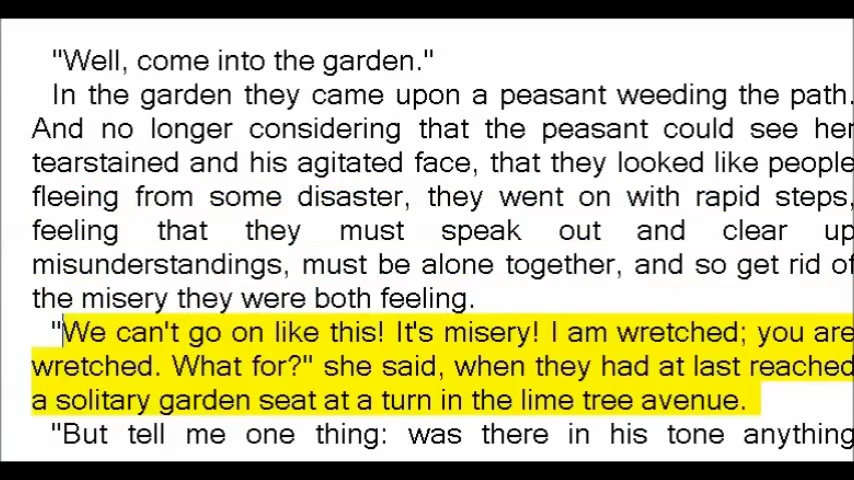 "Well, come into the garden."
In the garden they came upon a peasant weeding the path.
And no longer considering that the peasant could see her
tearstained and his agitated face, that they looked like people
fleeing from some disaster, they went on with rapid steps,
feeling that they must speak out and clear up
misunderstandings, must be alone together, and so get rid of
the misery they were both feeling.
"We can't go on like this! It's misery! I am wretched; you are
wretched. What for?" she said, when they had at last reached
a solitary garden seat at a turn in the lime tree avenue.
"But tell me one thing: was there in his tone anything